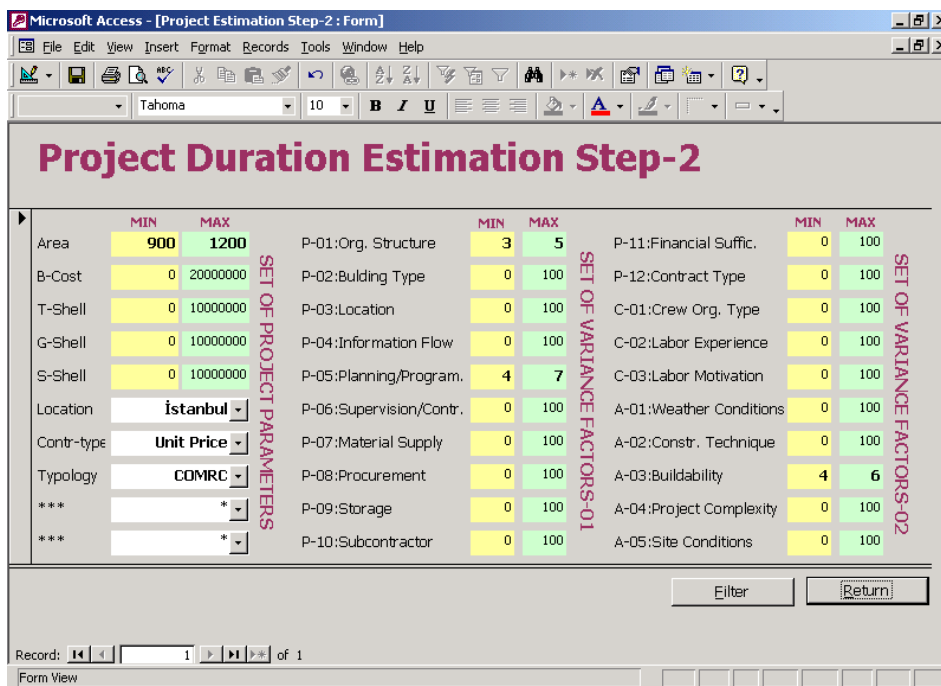 Microsoft Access - [Project Estimation Step-2 : Form]
File Edit View Insert Format Records Tools Window Help
Tahoma 10 B I U A
Project Duration Estimation Step-2
MIN MAX MIN MAX MIN MAX
Area 900 1200 P-01:Org. Structure 3 5 P-11:Financial Suffic. 0 100
B-Cost 0 20000000 P-02:Bulding Type 0 100 P-12:Contract Type 0 100
T-Shell 0 10000000 P-03:Location 0 100 C-01:Crew Org. Type 0 100
G-Shell 0 10000000 P-04:Information Flow 0 100 C-02:Labor Experience 0 100
S-Shell 0 10000000 P-05:Planning/Program. 4 7 C-03:Labor Motivation 0 100
Location İstanbul P-06:Supervision/Contr. 0 100 A-01:Weather Conditions 0 100
Contr-type Unit Price P-07:Material Supply 0 100 A-02:Constr. Technique 0 100
Typology COMRC P-08:Procurement 0 100 A-03:Buildability 4 6
*** * P-09:Storage 0 100 A-04:Project Complexity 0 100
*** * P-10:Subcontractor 0 100 A-05:Site Conditions 0 100
SET OF PROJECT PARAMETERS
SET OF VARIANCE FACTORS-01
SET OF VARIANCE FACTORS-02
Filter Return
Record: 1 of 1
Form View